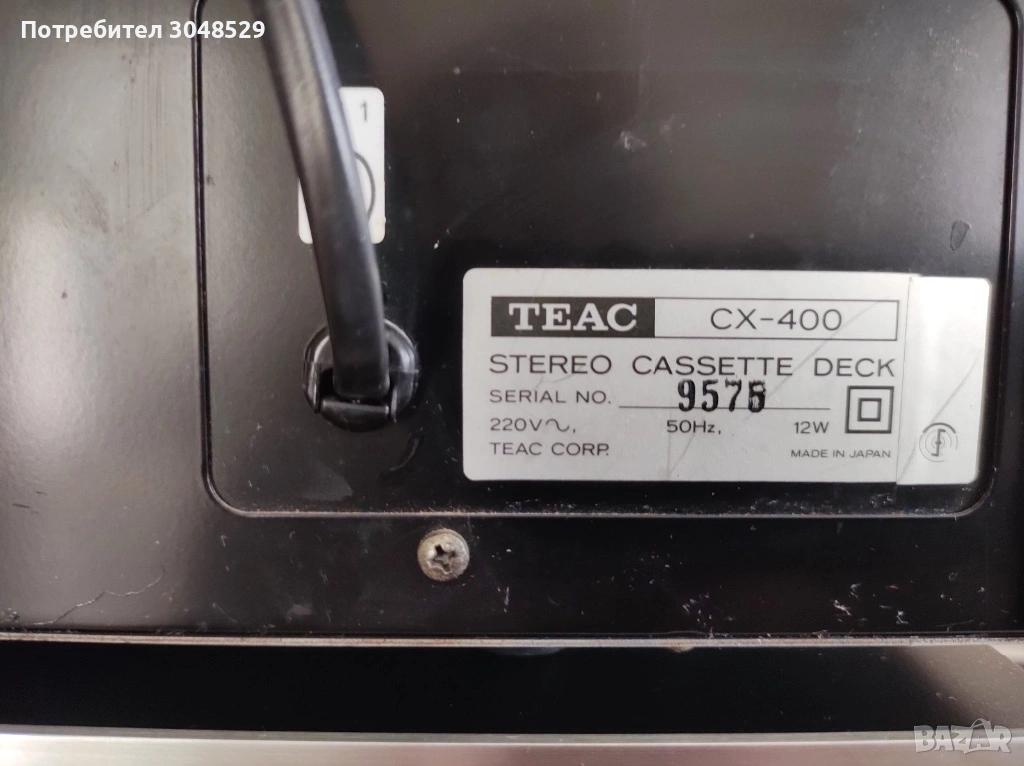 Потребител 3048529
1
TEAC CX-400
STEREO CASSETTE DECK
SERIAL NO.
220V~, 50Hz, 12W
TEAC CORP. MADE IN JAPAN
BAZAR